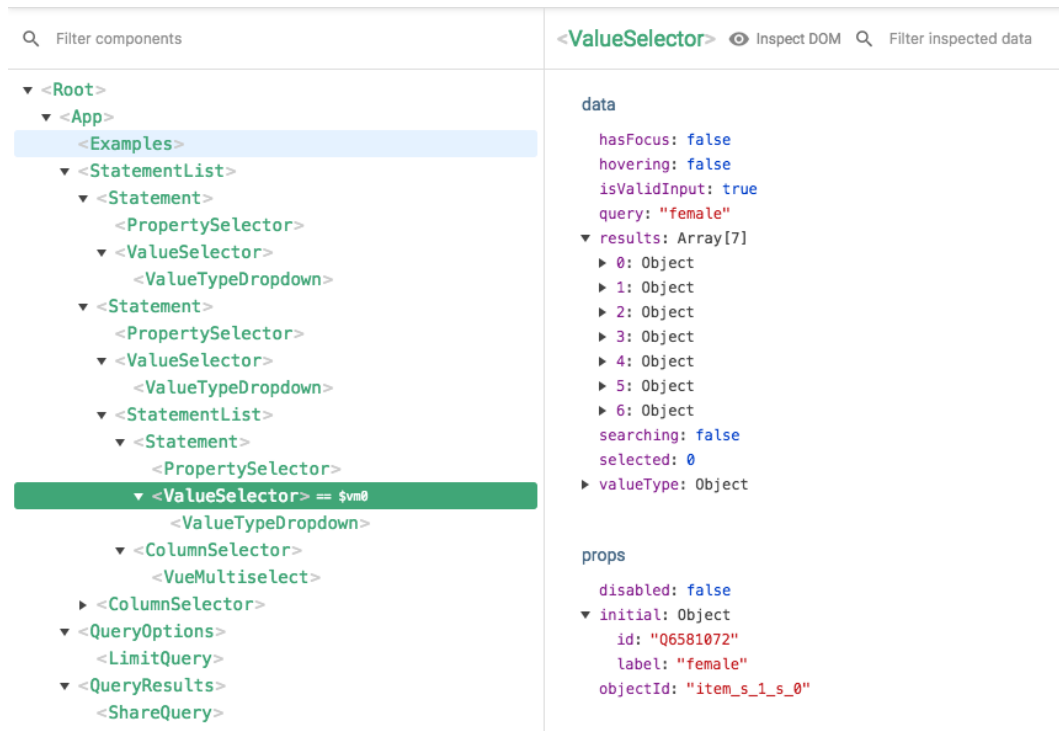 Filter components
▼ <Root>
▼ <App>
<Examples>
▼ <StatementList>
▼ <Statement>
<PropertySelector>
▼ <ValueSelector>
<ValueTypeDropdown>
▼ <Statement>
<PropertySelector>
▼ <ValueSelector>
<ValueTypeDropdown>
▼ <StatementList>
▼ <Statement>
<PropertySelector>
▼ <ValueSelector> == $vm0
<ValueTypeDropdown>
▼ <ColumnSelector>
<VueMultiselect>
▶ <ColumnSelector>
▼ <QueryOptions>
<LimitQuery>
▼ <QueryResults>
<ShareQuery>
<ValueSelector> Inspect DOM Filter inspected data
data
hasFocus: false
hovering: false
isValidInput: true
query: "female"
▼ results: Array[7]
▶ 0: Object
▶ 1: Object
▶ 2: Object
▶ 3: Object
▶ 4: Object
▶ 5: Object
▶ 6: Object
searching: false
selected: 0
▶ valueType: Object
props
disabled: false
▼ initial: Object
id: "Q6581072"
label: "female"
objectId: "item_s_1_s_0"